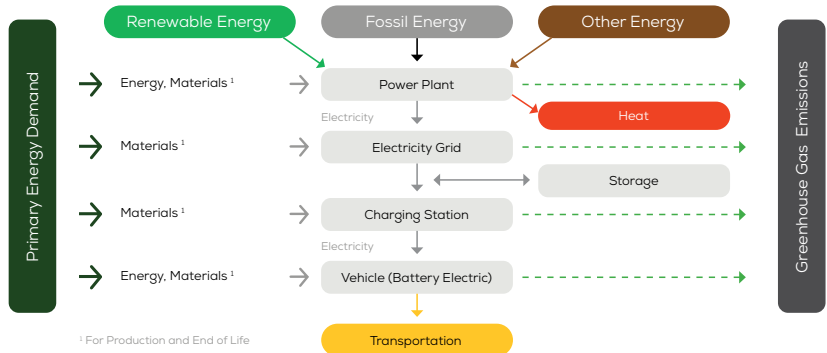 Renewable Energy
Fossil Energy
Other Energy
Primary Energy Demand
Greenhouse Gas Emissions
Energy, Materials ¹
Power Plant
Electricity
Heat
Materials ¹
Electricity Grid
Storage
Materials ¹
Charging Station
Electricity
Energy, Materials ¹
Vehicle (Battery Electric)
¹ For Production and End of Life
Transportation